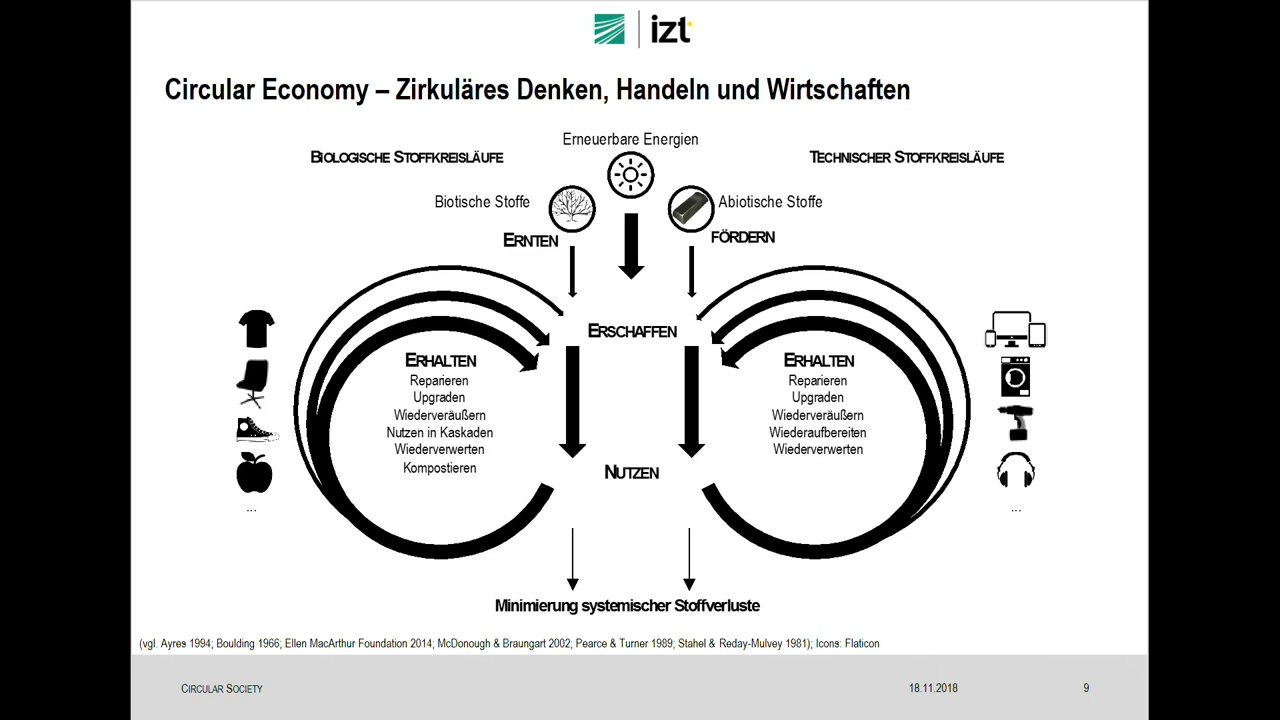 izt
Circular Economy – Zirkuläres Denken, Handeln und Wirtschaften
Erneuerbare Energien
BIOLOGISCHE STOFFKREISLÄUFE
TECHNISCHER STOFFKREISLÄUFE
Biotische Stoffe
Abiotische Stoffe
ERNTEN
FÖRDERN
ERSCHAFFEN
ERHALTEN
Reparieren
Upgraden
Wiederveräußern
Nutzen in Kaskaden
Wiederverwerten
Kompostieren
ERHALTEN
Reparieren
Upgraden
Wiederveräußern
Wiederaufbereiten
Wiederverwerten
NUTZEN
...
...
Minimierung systemischer Stoffverluste
(vgl. Ayres 1994; Boulding 1966; Ellen MacArthur Foundation 2014; McDonough & Braungart 2002; Pearce & Turner 1989; Stahel & Reday-Mulvey 1981); Icons: Flaticon
CIRCULAR SOCIETY
18.11.2018
9